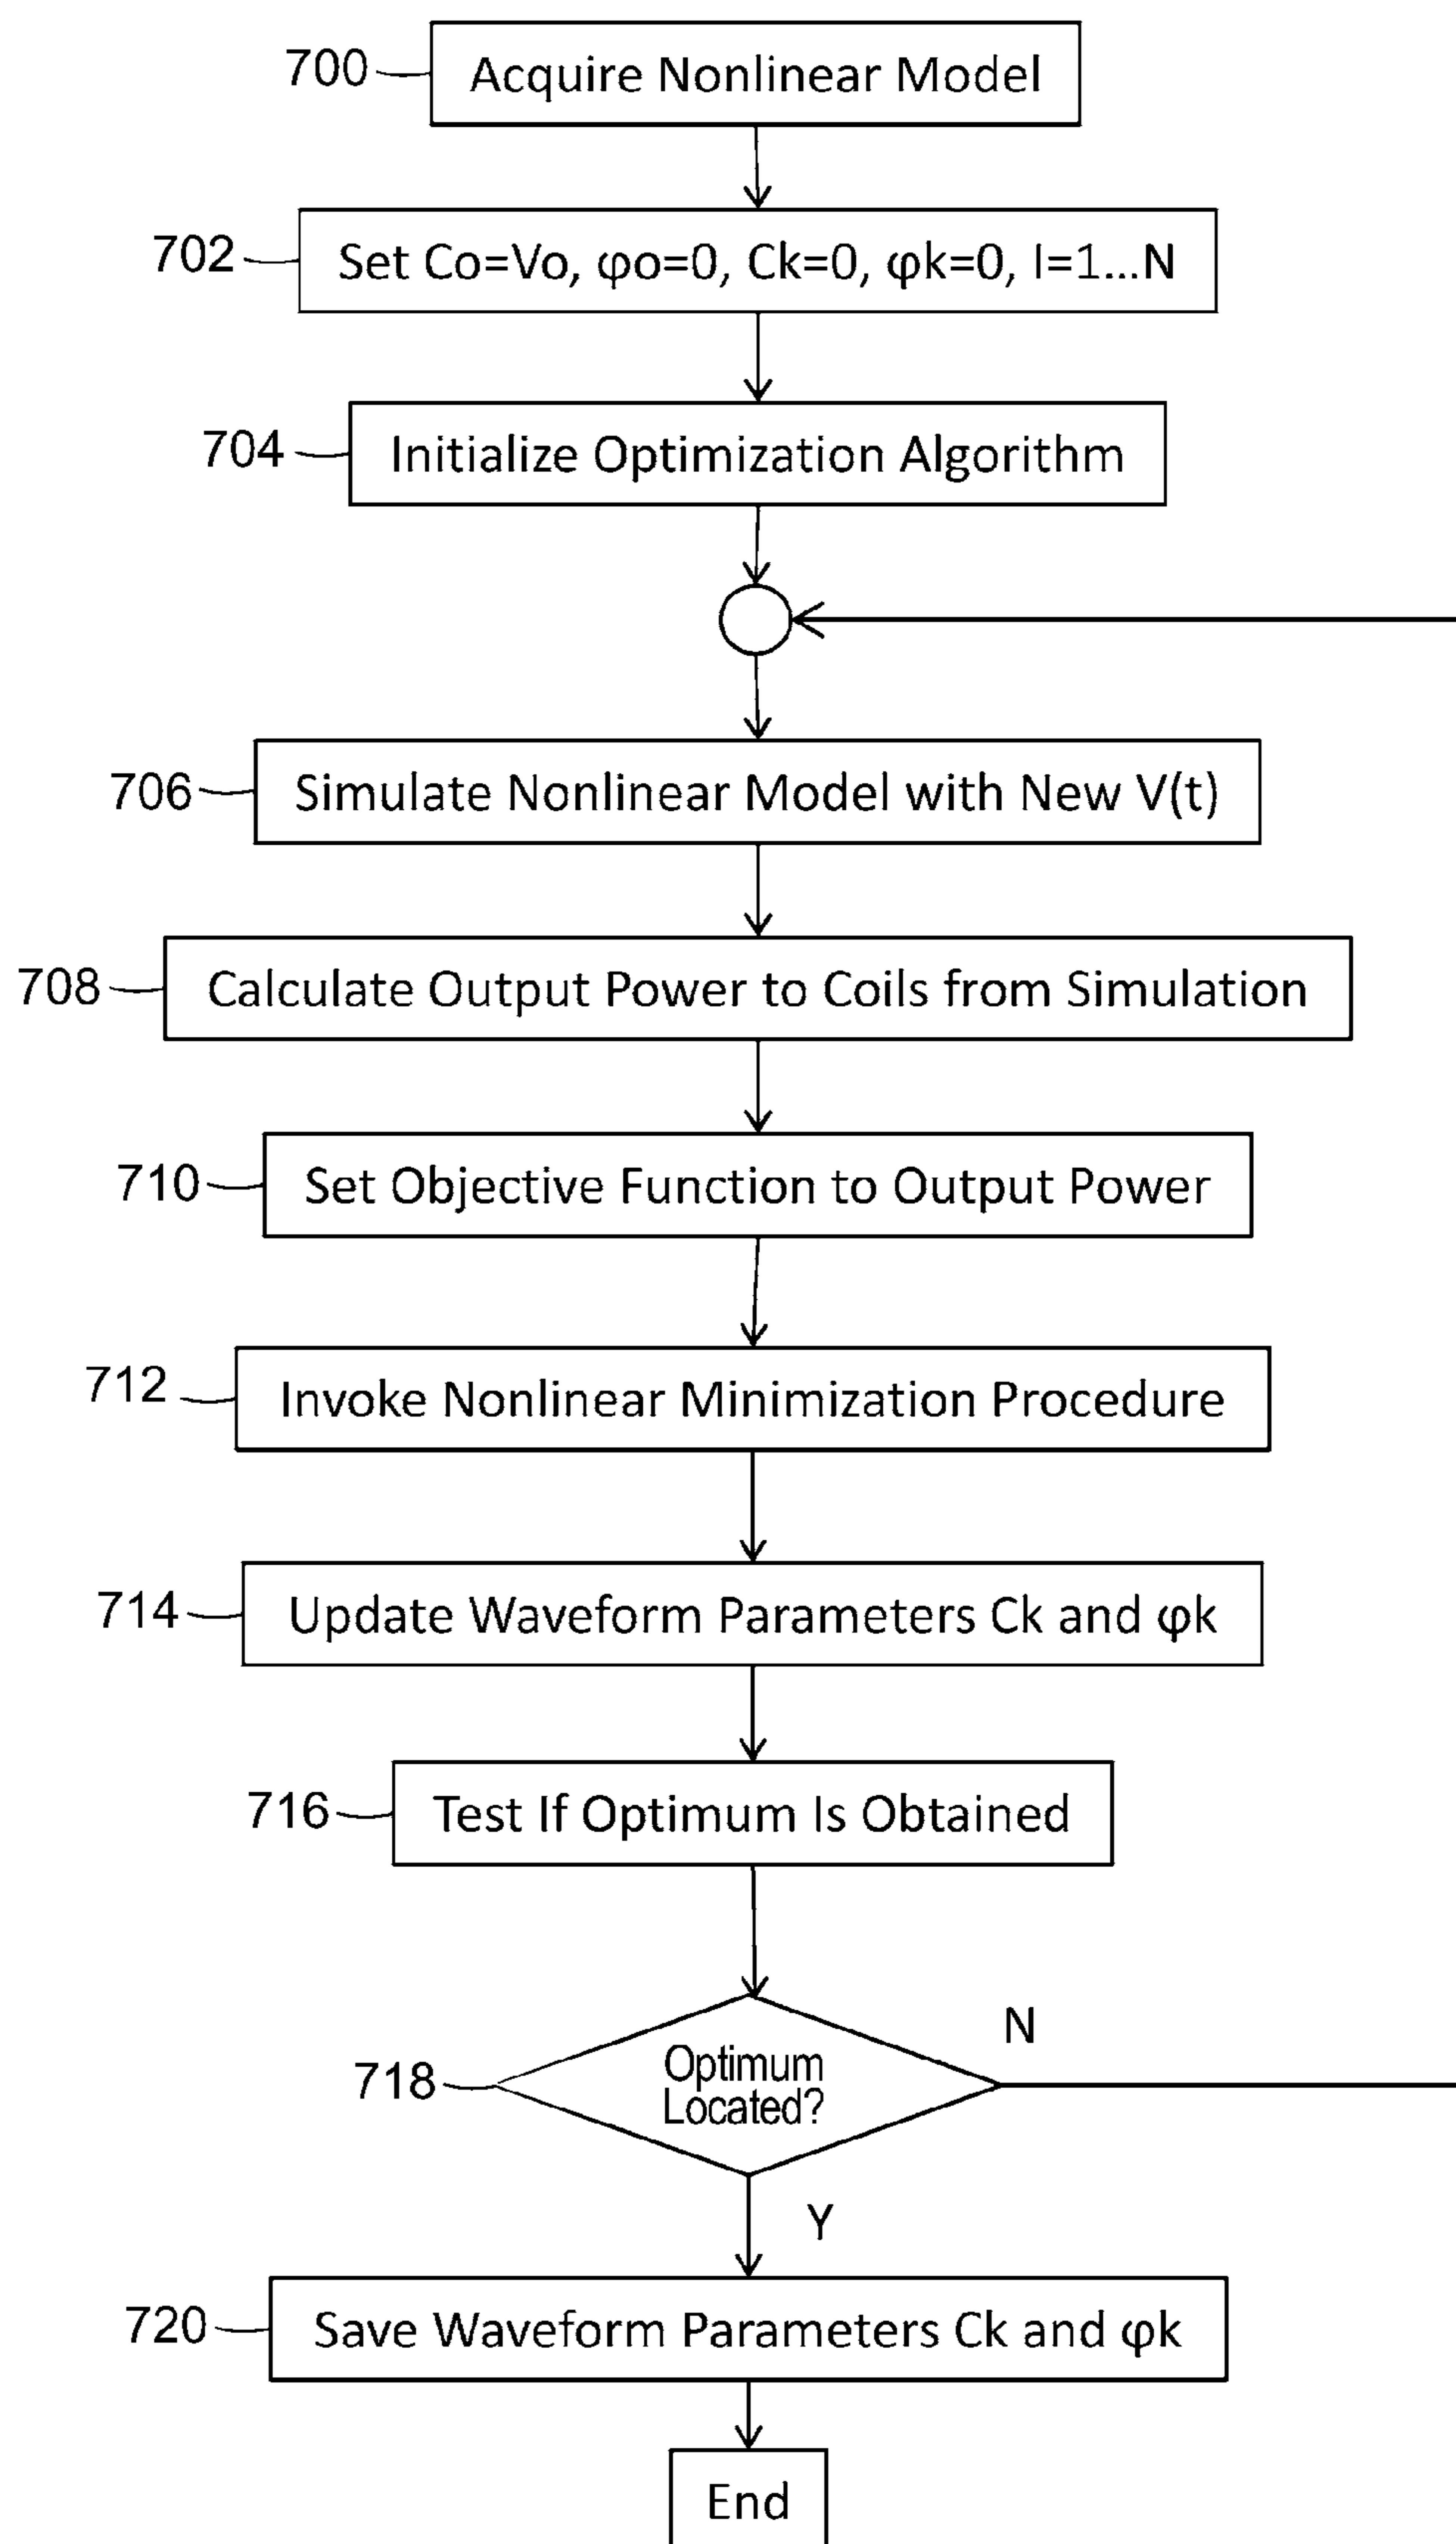 700
Acquire Nonlinear Model
702
Set Co=Vo, φo=0, Ck=0, φk=0, I=1...N
704
Initialize Optimization Algorithm
706
Simulate Nonlinear Model with New V(t)
708
Calculate Output Power to Coils from Simulation
710
Set Objective Function to Output Power
712
Invoke Nonlinear Minimization Procedure
714
Update Waveform Parameters Ck and φk
716
Test If Optimum Is Obtained
N
718
Optimum
Located?
Y
720
Save Waveform Parameters Ck and φk
End